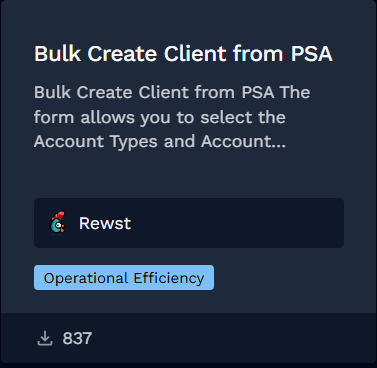 Bulk Create Client from PSA
Bulk Create Client from PSA The
form allows you to select the
Account Types and Account...
Rewst
Operational Efficiency
837